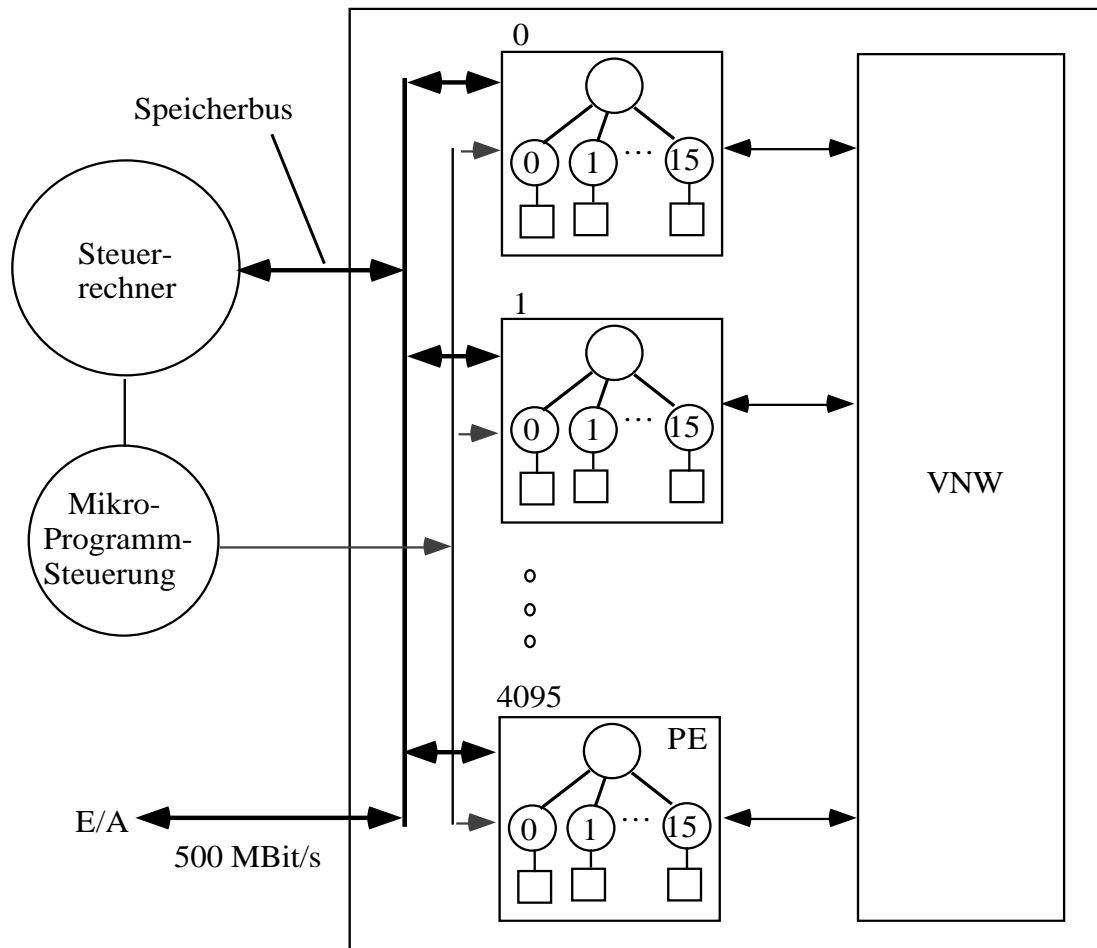 0
Speicherbus
0 1 ... 15
Steuer-
rechner
1
0 1 ... 15
VNW
Mikro-
Programm-
Steuerung
4095
PE
0 1 ... 15
E/A
500 MBit/s